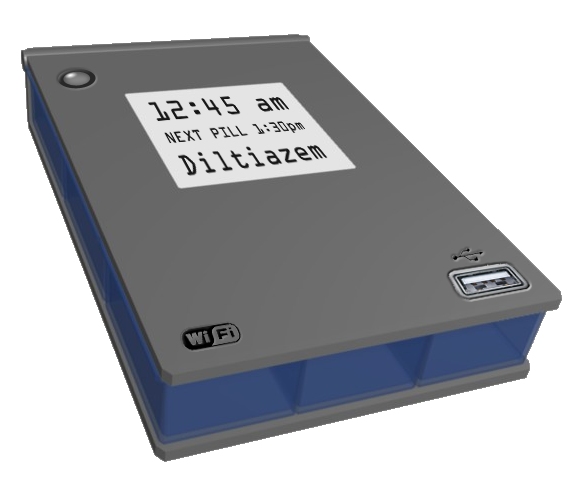 12:45 am
NEXT PILL 1:30pm
Diltiazem
WiFi